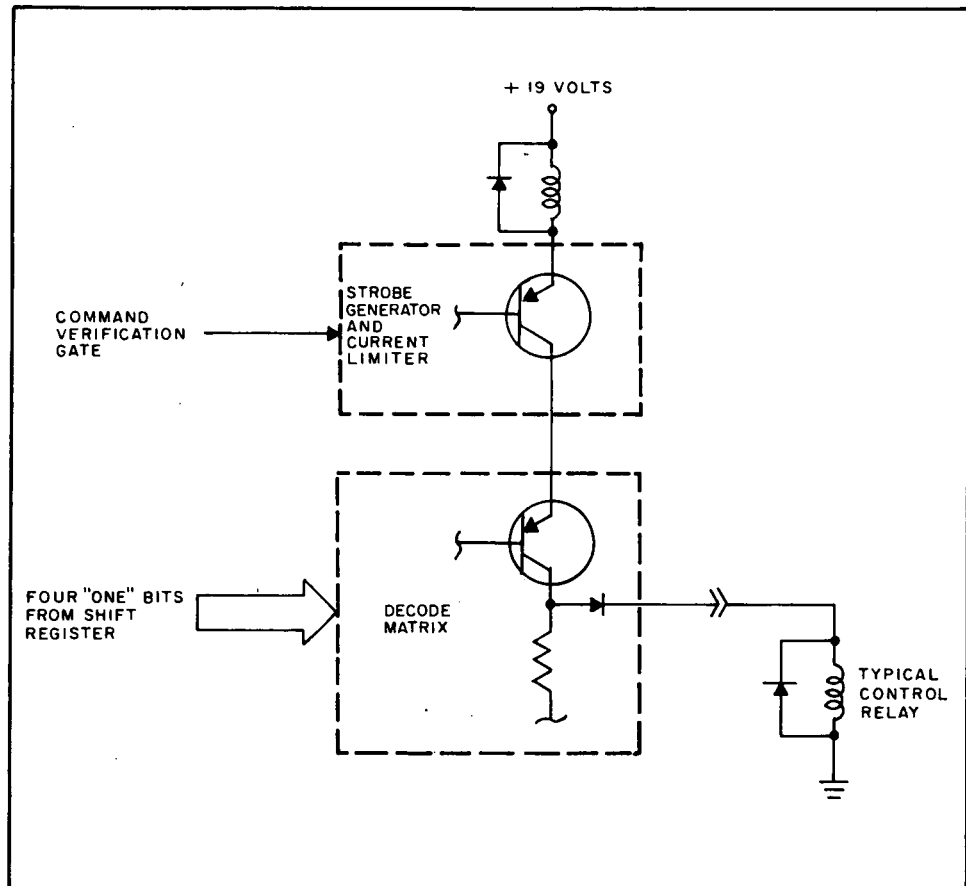 + 19 VOLTS
STROBE
GENERATOR
AND
CURRENT
LIMITER
COMMAND
VERIFICATION
GATE
FOUR "ONE" BITS
FROM SHIFT
REGISTER
DECODE
MATRIX
TYPICAL
CONTROL
RELAY